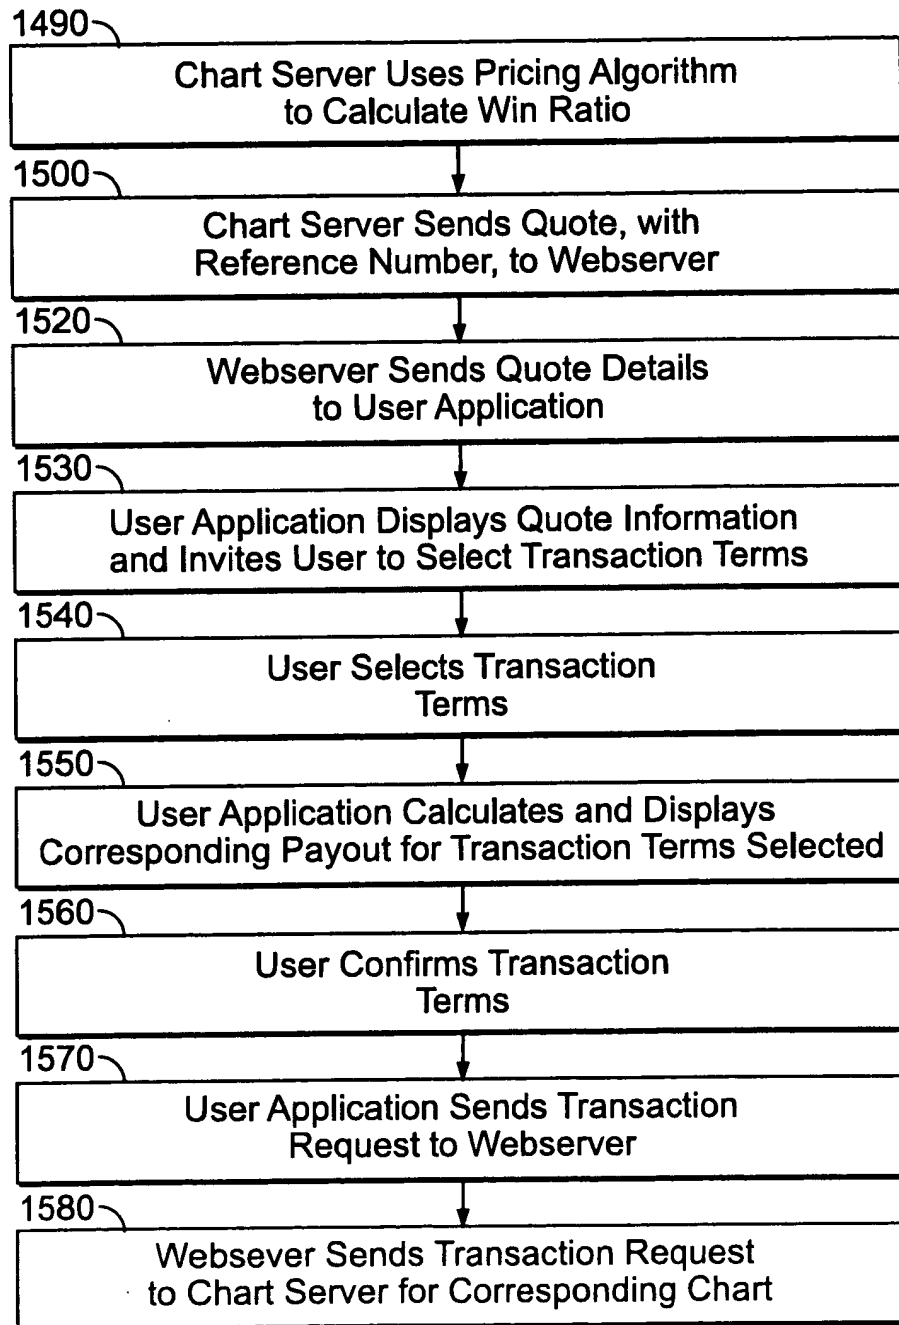 1490
Chart Server Uses Pricing Algorithm
to Calculate Win Ratio
1500
Chart Server Sends Quote, with
Reference Number, to Webserver
1520
Webserver Sends Quote Details
to User Application
1530
User Application Displays Quote Information
and Invites User to Select Transaction Terms
1540
User Selects Transaction
Terms
1550
User Application Calculates and Displays
Corresponding Payout for Transaction Terms Selected
1560
User Confirms Transaction
Terms
1570
User Application Sends Transaction
Request to Webserver
1580
Websever Sends Transaction Request
to Chart Server for Corresponding Chart